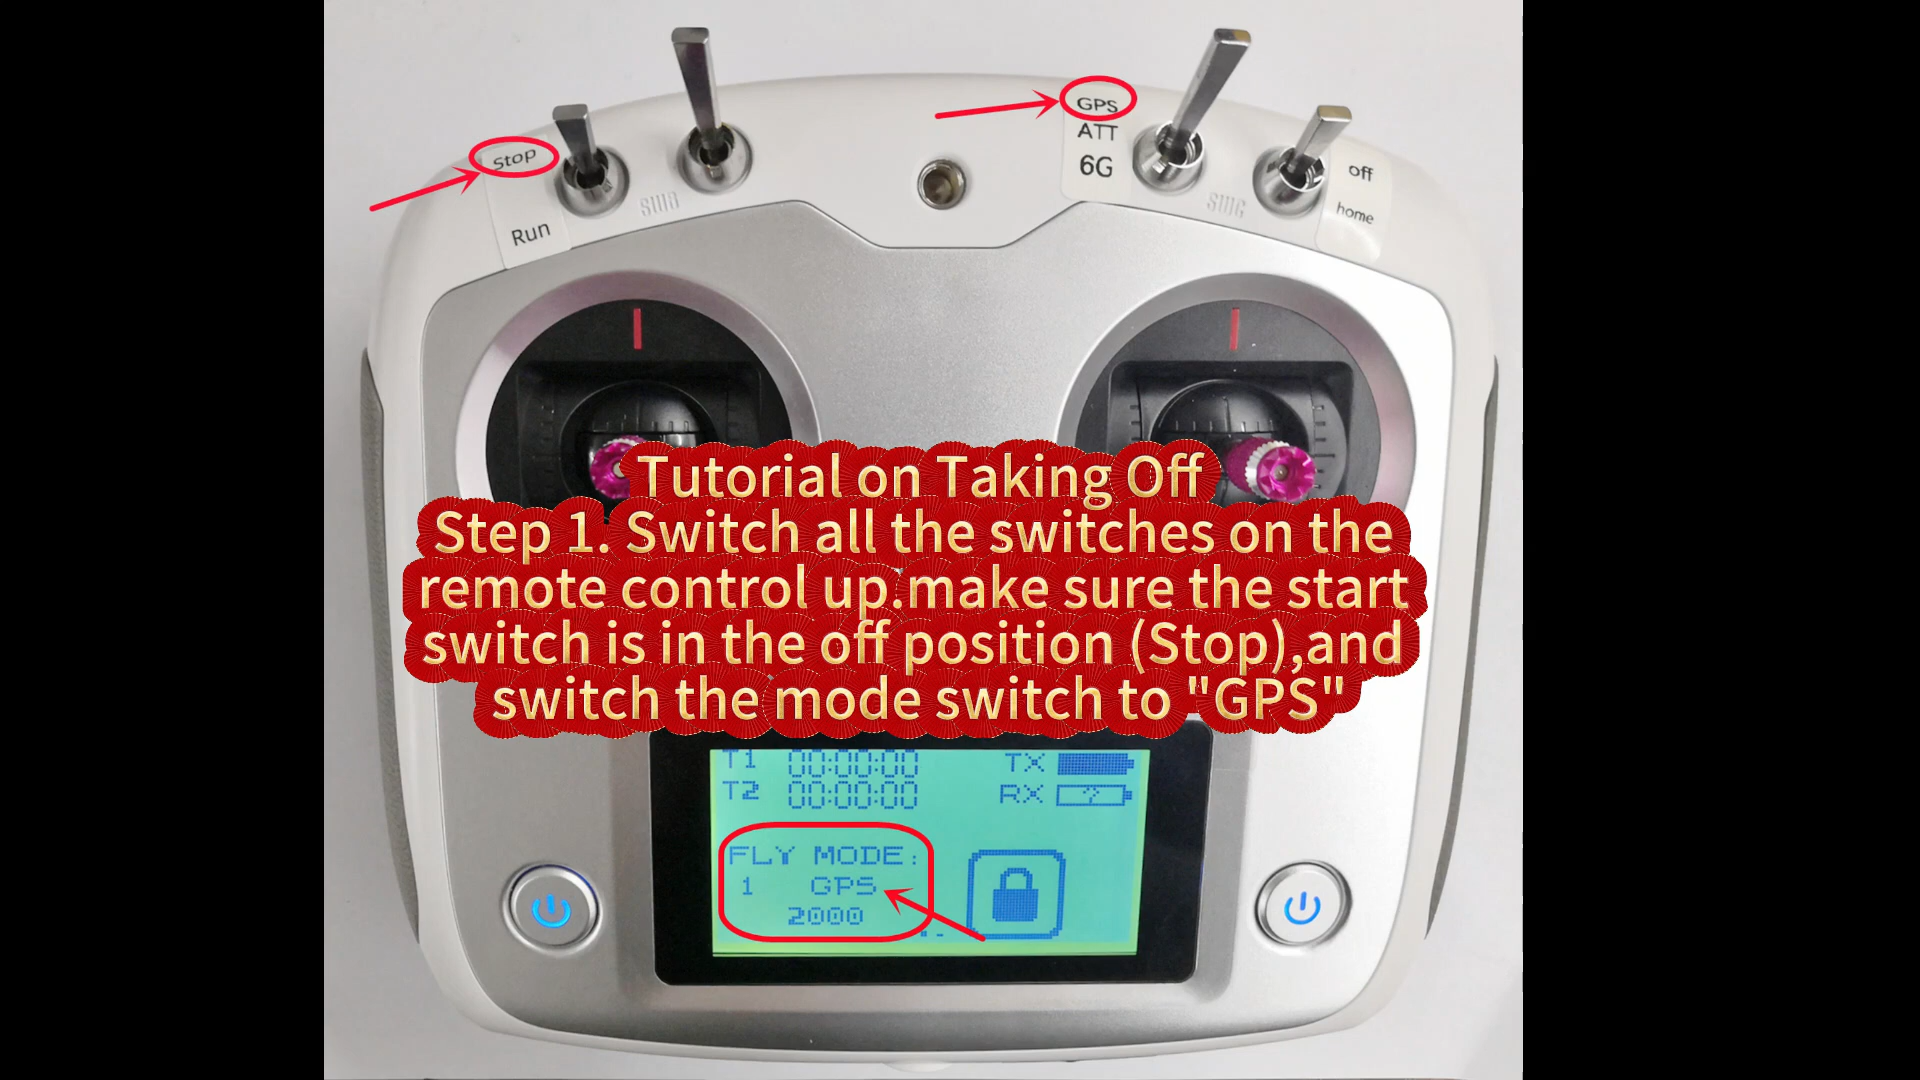 Stop
GPS
ATT
6G
off
home
Run
SWB
SWC
Tutorial on Taking Off
Step 1. Switch all the switches on the
remote control up.make sure the start
switch is in the off position (Stop),and
switch the mode switch to "GPS"
T1 00:00:00 TX
T2 00:00:00 RX ?
FLY MODE:
1 GPS
2000